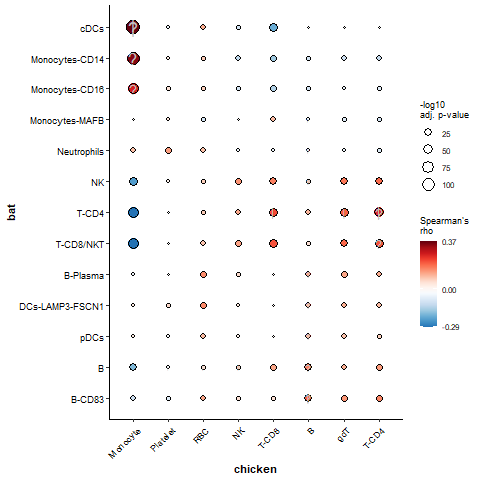 cDCs
Monocytes-CD14
Monocytes-CD16
Monocytes-MAFB
Neutrophils
NK
T-CD4
T-CD8/NKT
B-Plasma
DCs-LAMP3-FSCN1
pDCs
B
B-CD83
bat
Monocyte
Platelet
RBC
NK
T-CD8
B
gdT
T-CD4
chicken
-log10
adj. p-value
25
50
75
100
Spearman's
rho
0.37
0.00
-0.29